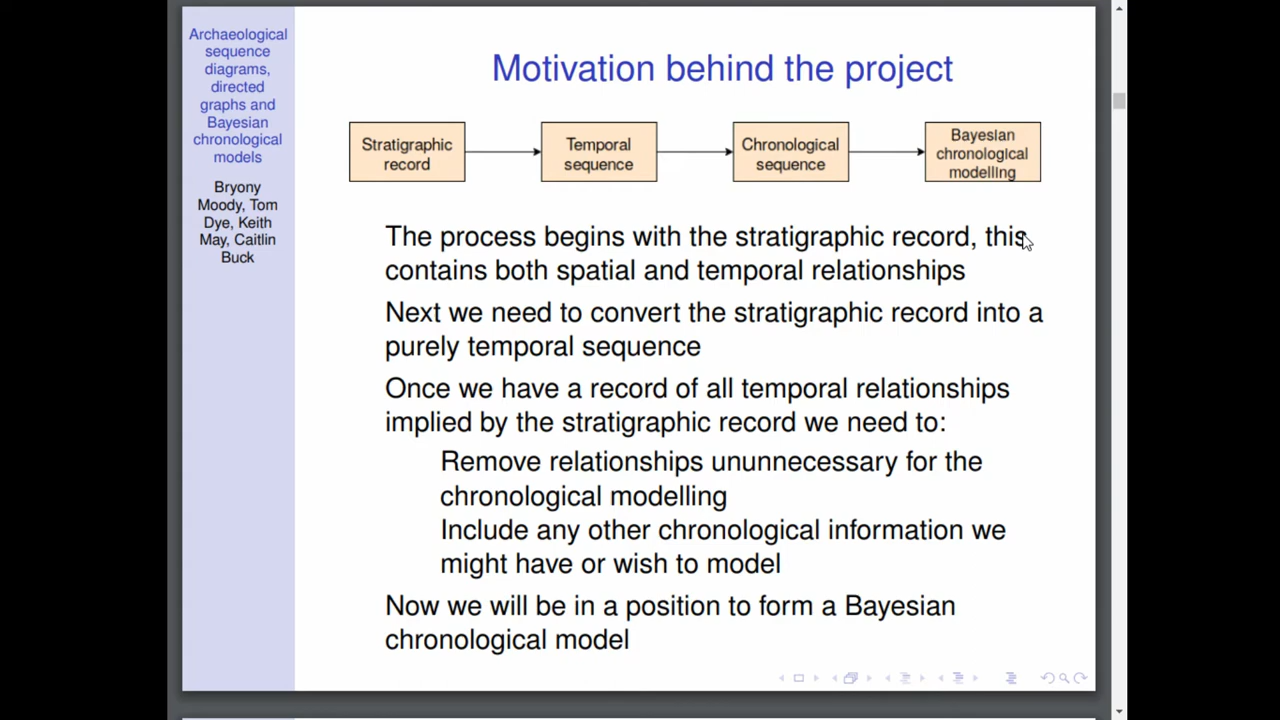 Archaeological
sequence
diagrams,
directed
graphs and
Bayesian
chronological
models
Bryony
Moody, Tom
Dye, Keith
May, Caitlin
Buck
Motivation behind the project
Stratigraphic
record
Temporal
sequence
Chronological
sequence
Bayesian
chronological
modelling
The process begins with the stratigraphic record, this
contains both spatial and temporal relationships
Next we need to convert the stratigraphic record into a
purely temporal sequence
Once we have a record of all temporal relationships
implied by the stratigraphic record we need to:
Remove relationships ununnecessary for the
chronological modelling
Include any other chronological information we
might have or wish to model
Now we will be in a position to form a Bayesian
chronological model